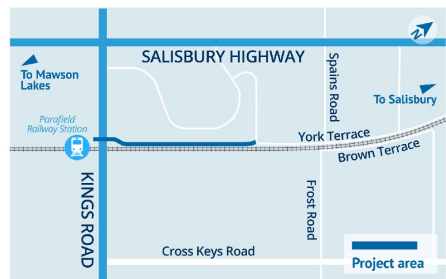 SALISBURY HIGHWAY
To Mawson
Lakes
Spains Road
To Salisbury
Parafield
Railway Station
York Terrace
Brown Terrace
KINGS ROAD
Frost Road
Cross Keys Road
Project area